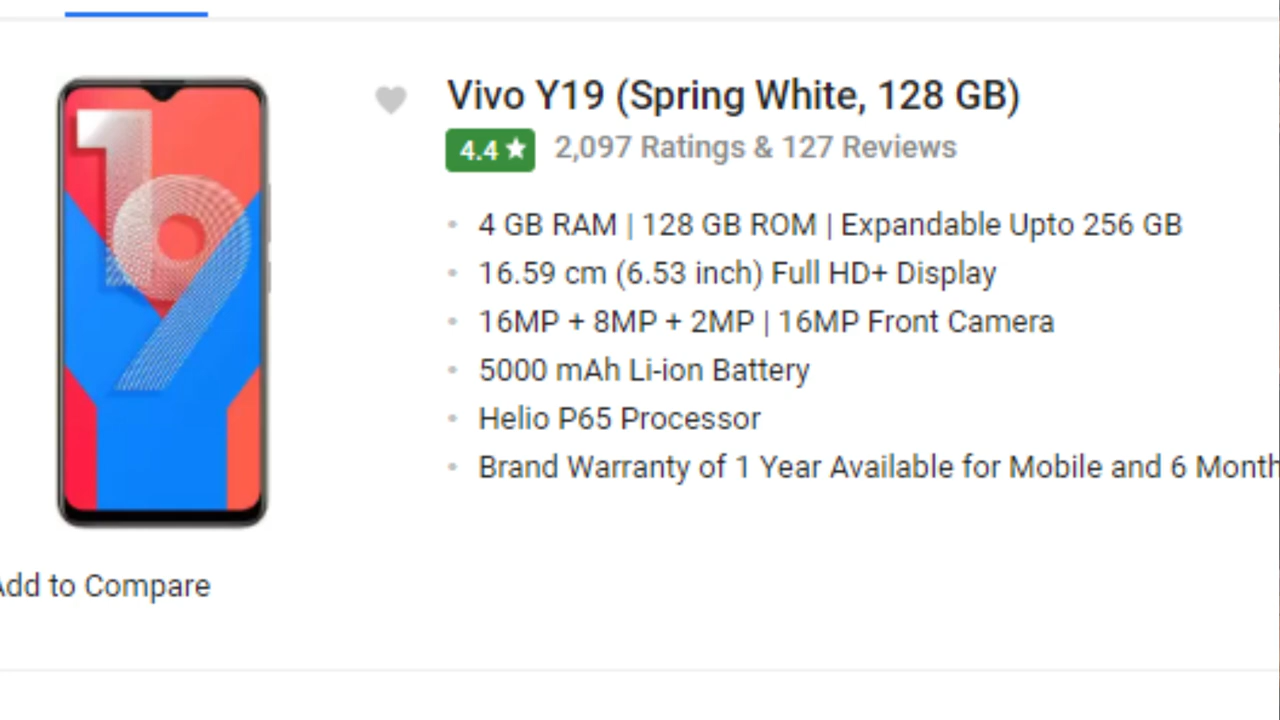 19
Vivo Y19 (Spring White, 128 GB)
4.4 ★ 2,097 Ratings & 127 Reviews
4 GB RAM | 128 GB ROM | Expandable Upto 256 GB
16.59 cm (6.53 inch) Full HD+ Display
16MP + 8MP + 2MP | 16MP Front Camera
5000 mAh Li-ion Battery
Helio P65 Processor
Brand Warranty of 1 Year Available for Mobile and 6 Month
Add to Compare